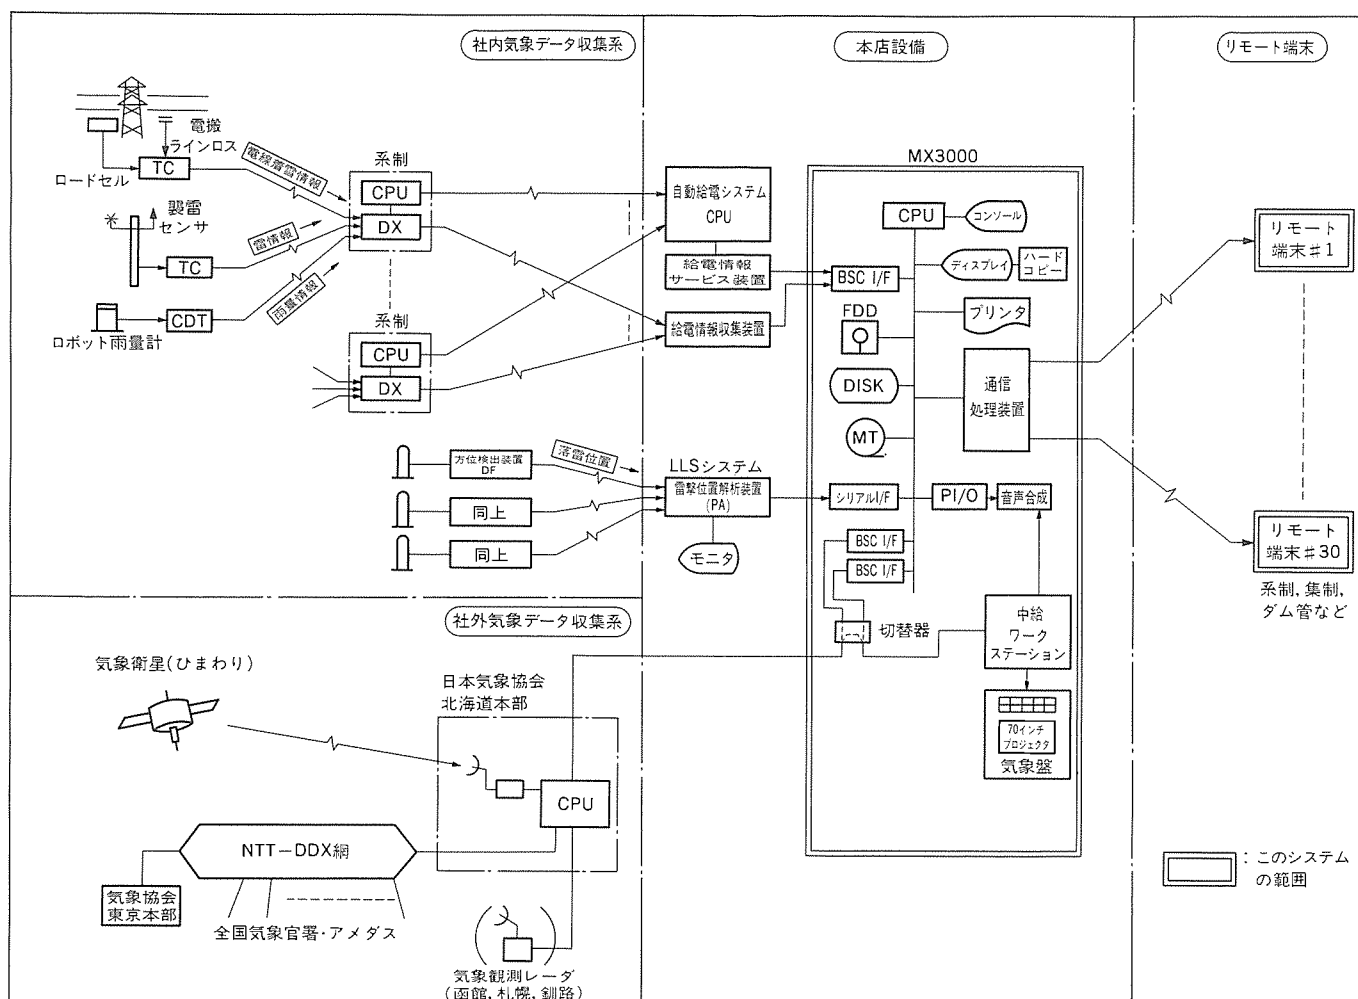 社内気象データ収集系
本店設備
リモート端末
電搬
ラインロス
TC
ロードセル
電線着雪情報
系制
CPU
DX
襲雷
センサ
雷情報
TC
雨量情報
CDT
ロボット雨量計
系制
CPU
DX
方位検出装置
DF
落雷位置
同上
同上
自動給電システム
CPU
給電情報
サービス装置
給電情報収集装置
LLSシステム
雷撃位置解析装置
(PA)
モニタ
MX3000
CPU
コンソール
ディスプレイ
ハード
コピー
BSC I/F
FDD
プリンタ
DISK
通信
処理装置
MT
シリアルI/F
PI/O
音声合成
BSC I/F
BSC I/F
切替器
中給
ワーク
ステーション
70インチ
プロジェクタ
気象盤
リモート
端末#1
リモート
端末#30
系制,集制,
ダム管など
:このシステム
の範囲
社外気象データ収集系
気象衛星(ひまわり)
日本気象協会
北海道本部
CPU
NTT-DDX網
気象協会
東京本部
全国気象官署・アメダス
気象観測レーダ
(函館,札幌,釧路)